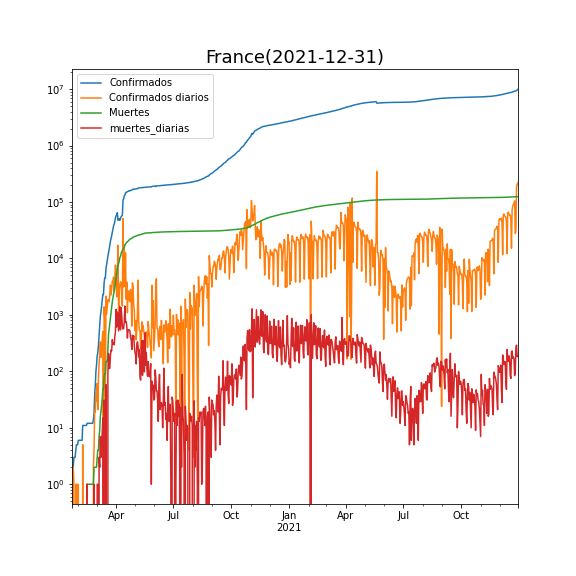 France(2021-12-31)
Confirmados
Confirmados diarios
Muertes
muertes_diarias
10^7
10^6
10^5
10^4
10^3
10^2
10^1
10^0
Apr Jul Oct Jan Apr Jul Oct
2021